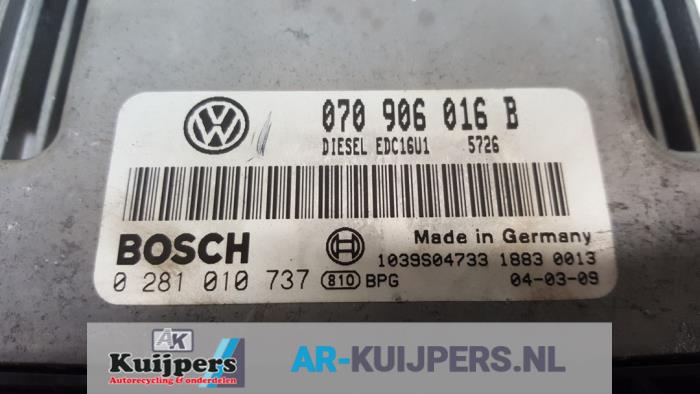 070 906 016 B
DIESEL EDC16U1 5726
BOSCH
Made in Germany
1039S04733 1883 0013
0 281 010 737 810 BPG 04-03-09
AK
Kuijpers
Autorecycling & onderdelen
AR-KUIJPERS.NL